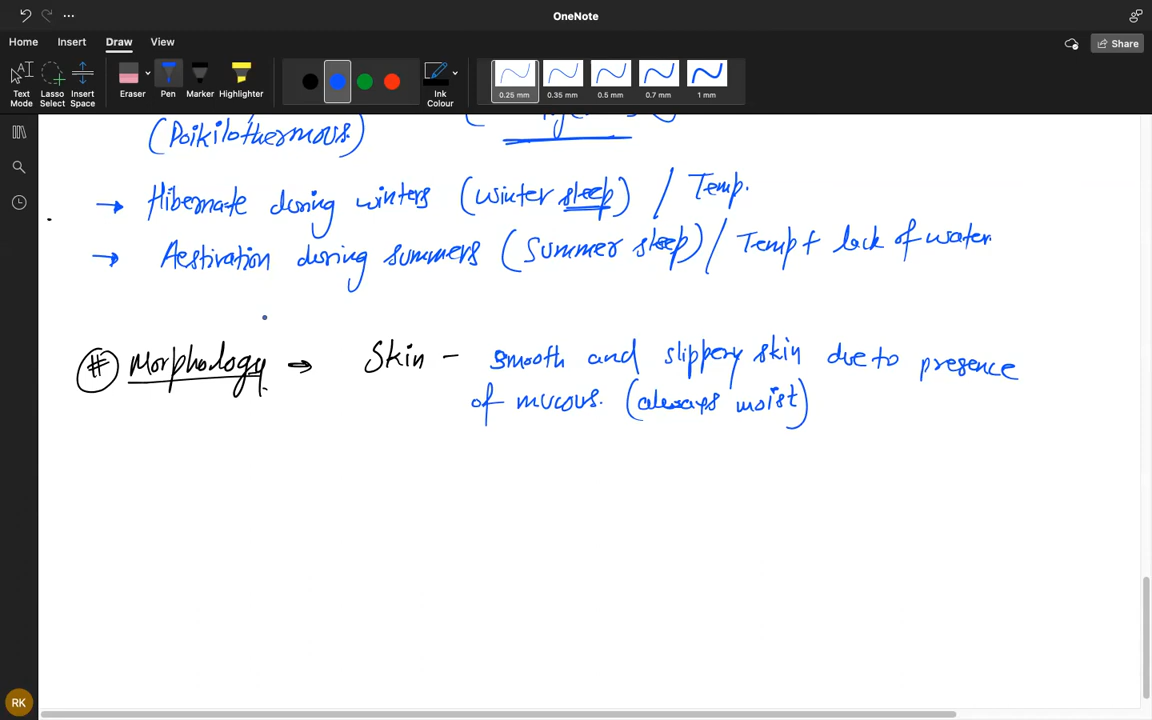 OneNote
Home Insert Draw View
Share
Text Mode
Lasso Select
Insert Space
Eraser
Pen
Marker
Highlighter
Ink Colour
0.25 mm 0.35 mm 0.5 mm 0.7 mm 1 mm
(Poikilothermous)
→ Hibernate during winters (winter sleep) / Temp.
→ Aestivation during summers (Summer sleep) / Temp + lack of water.
# Morphology → Skin – smooth and slippery skin due to presence
of mucous. (always moist)
RK